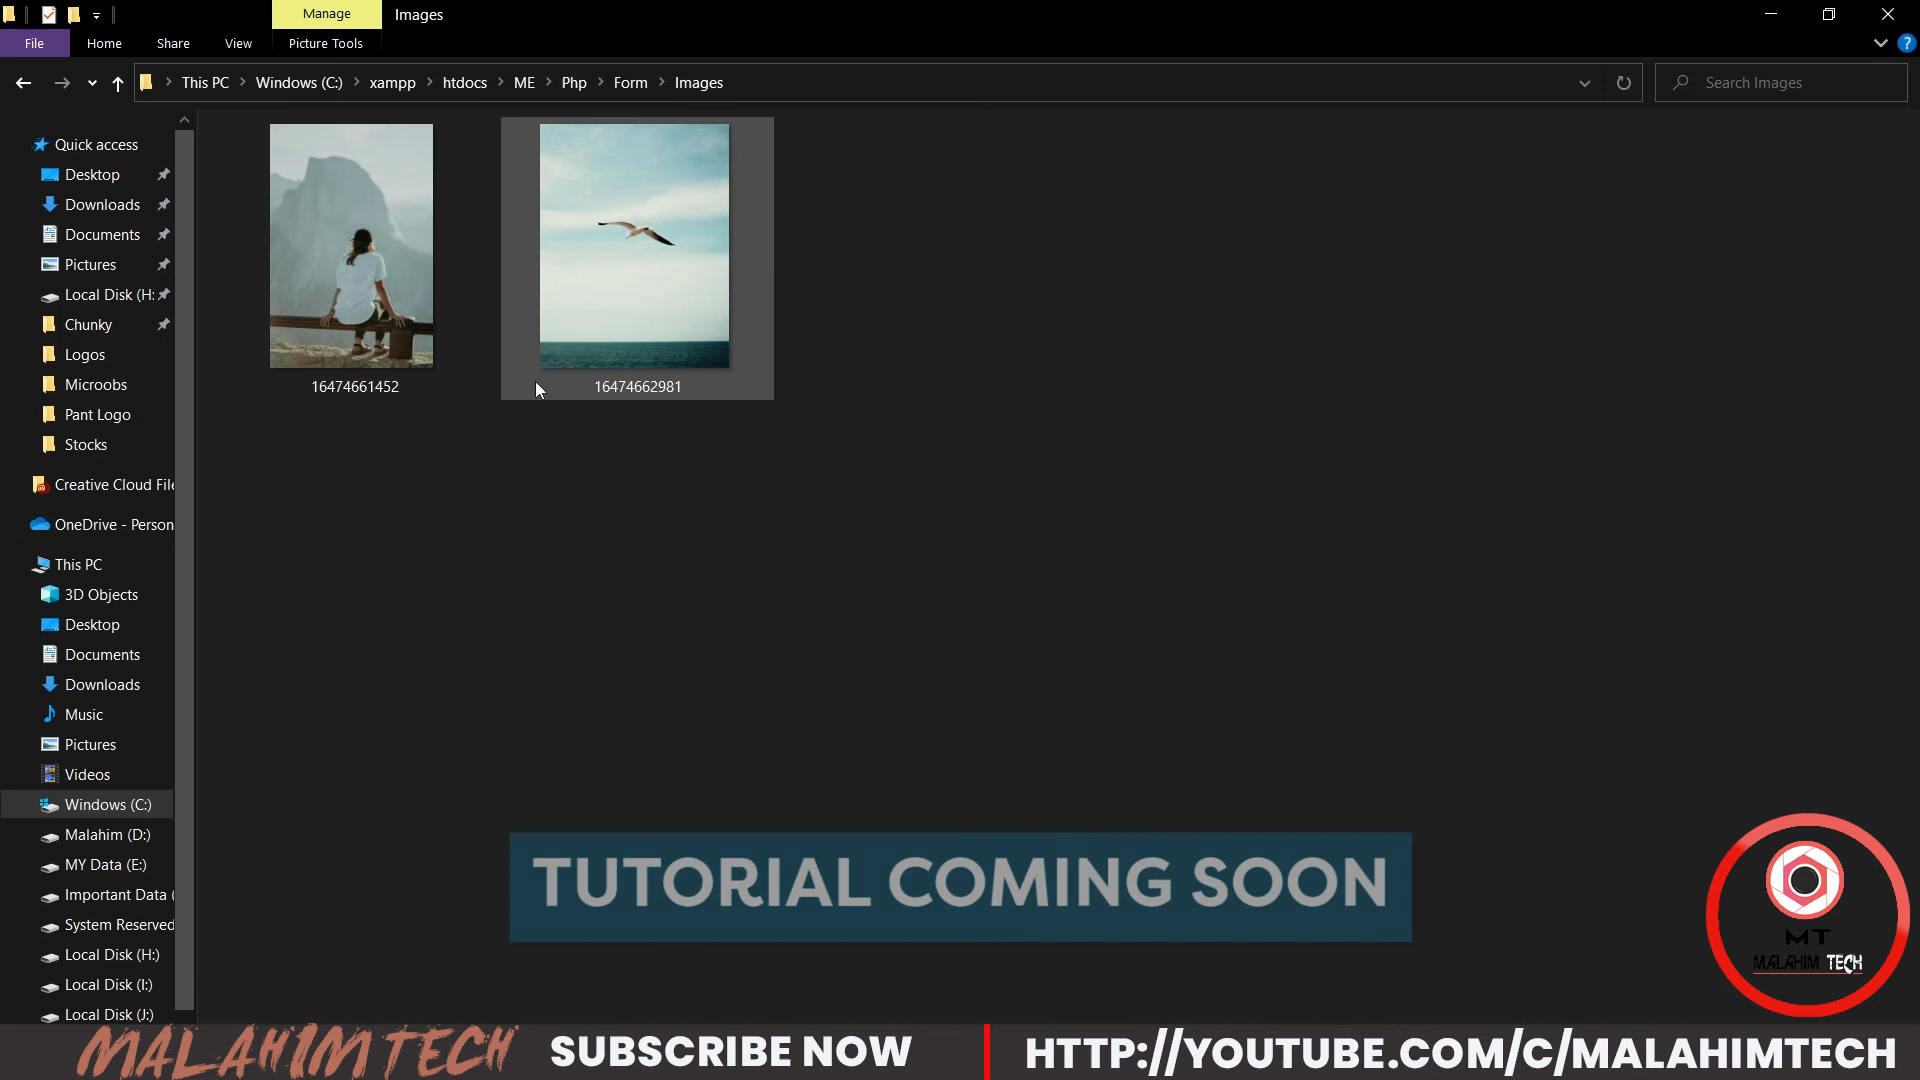 Manage
Images
File
Home
Share
View
Picture Tools
?
This PC
Windows (C:)
xampp
htdocs
ME
Php
Form
Images
Search Images
Quick access
Desktop
Downloads
Documents
Pictures
Local Disk (H:
Chunky
Logos
Microobs
Pant Logo
Stocks
Creative Cloud File
OneDrive - Person
This PC
3D Objects
Desktop
Documents
Downloads
Music
Pictures
Videos
Windows (C:)
Malahim (D:)
MY Data (E:)
Important Data (
System Reserved
Local Disk (H:)
Local Disk (I:)
Local Disk (J:)
16474661452
16474662981
TUTORIAL COMING SOON
MT
MALAHIM TECH
MALAHIM TECH
SUBSCRIBE NOW
HTTP://YOUTUBE.COM/C/MALAHIMTECH